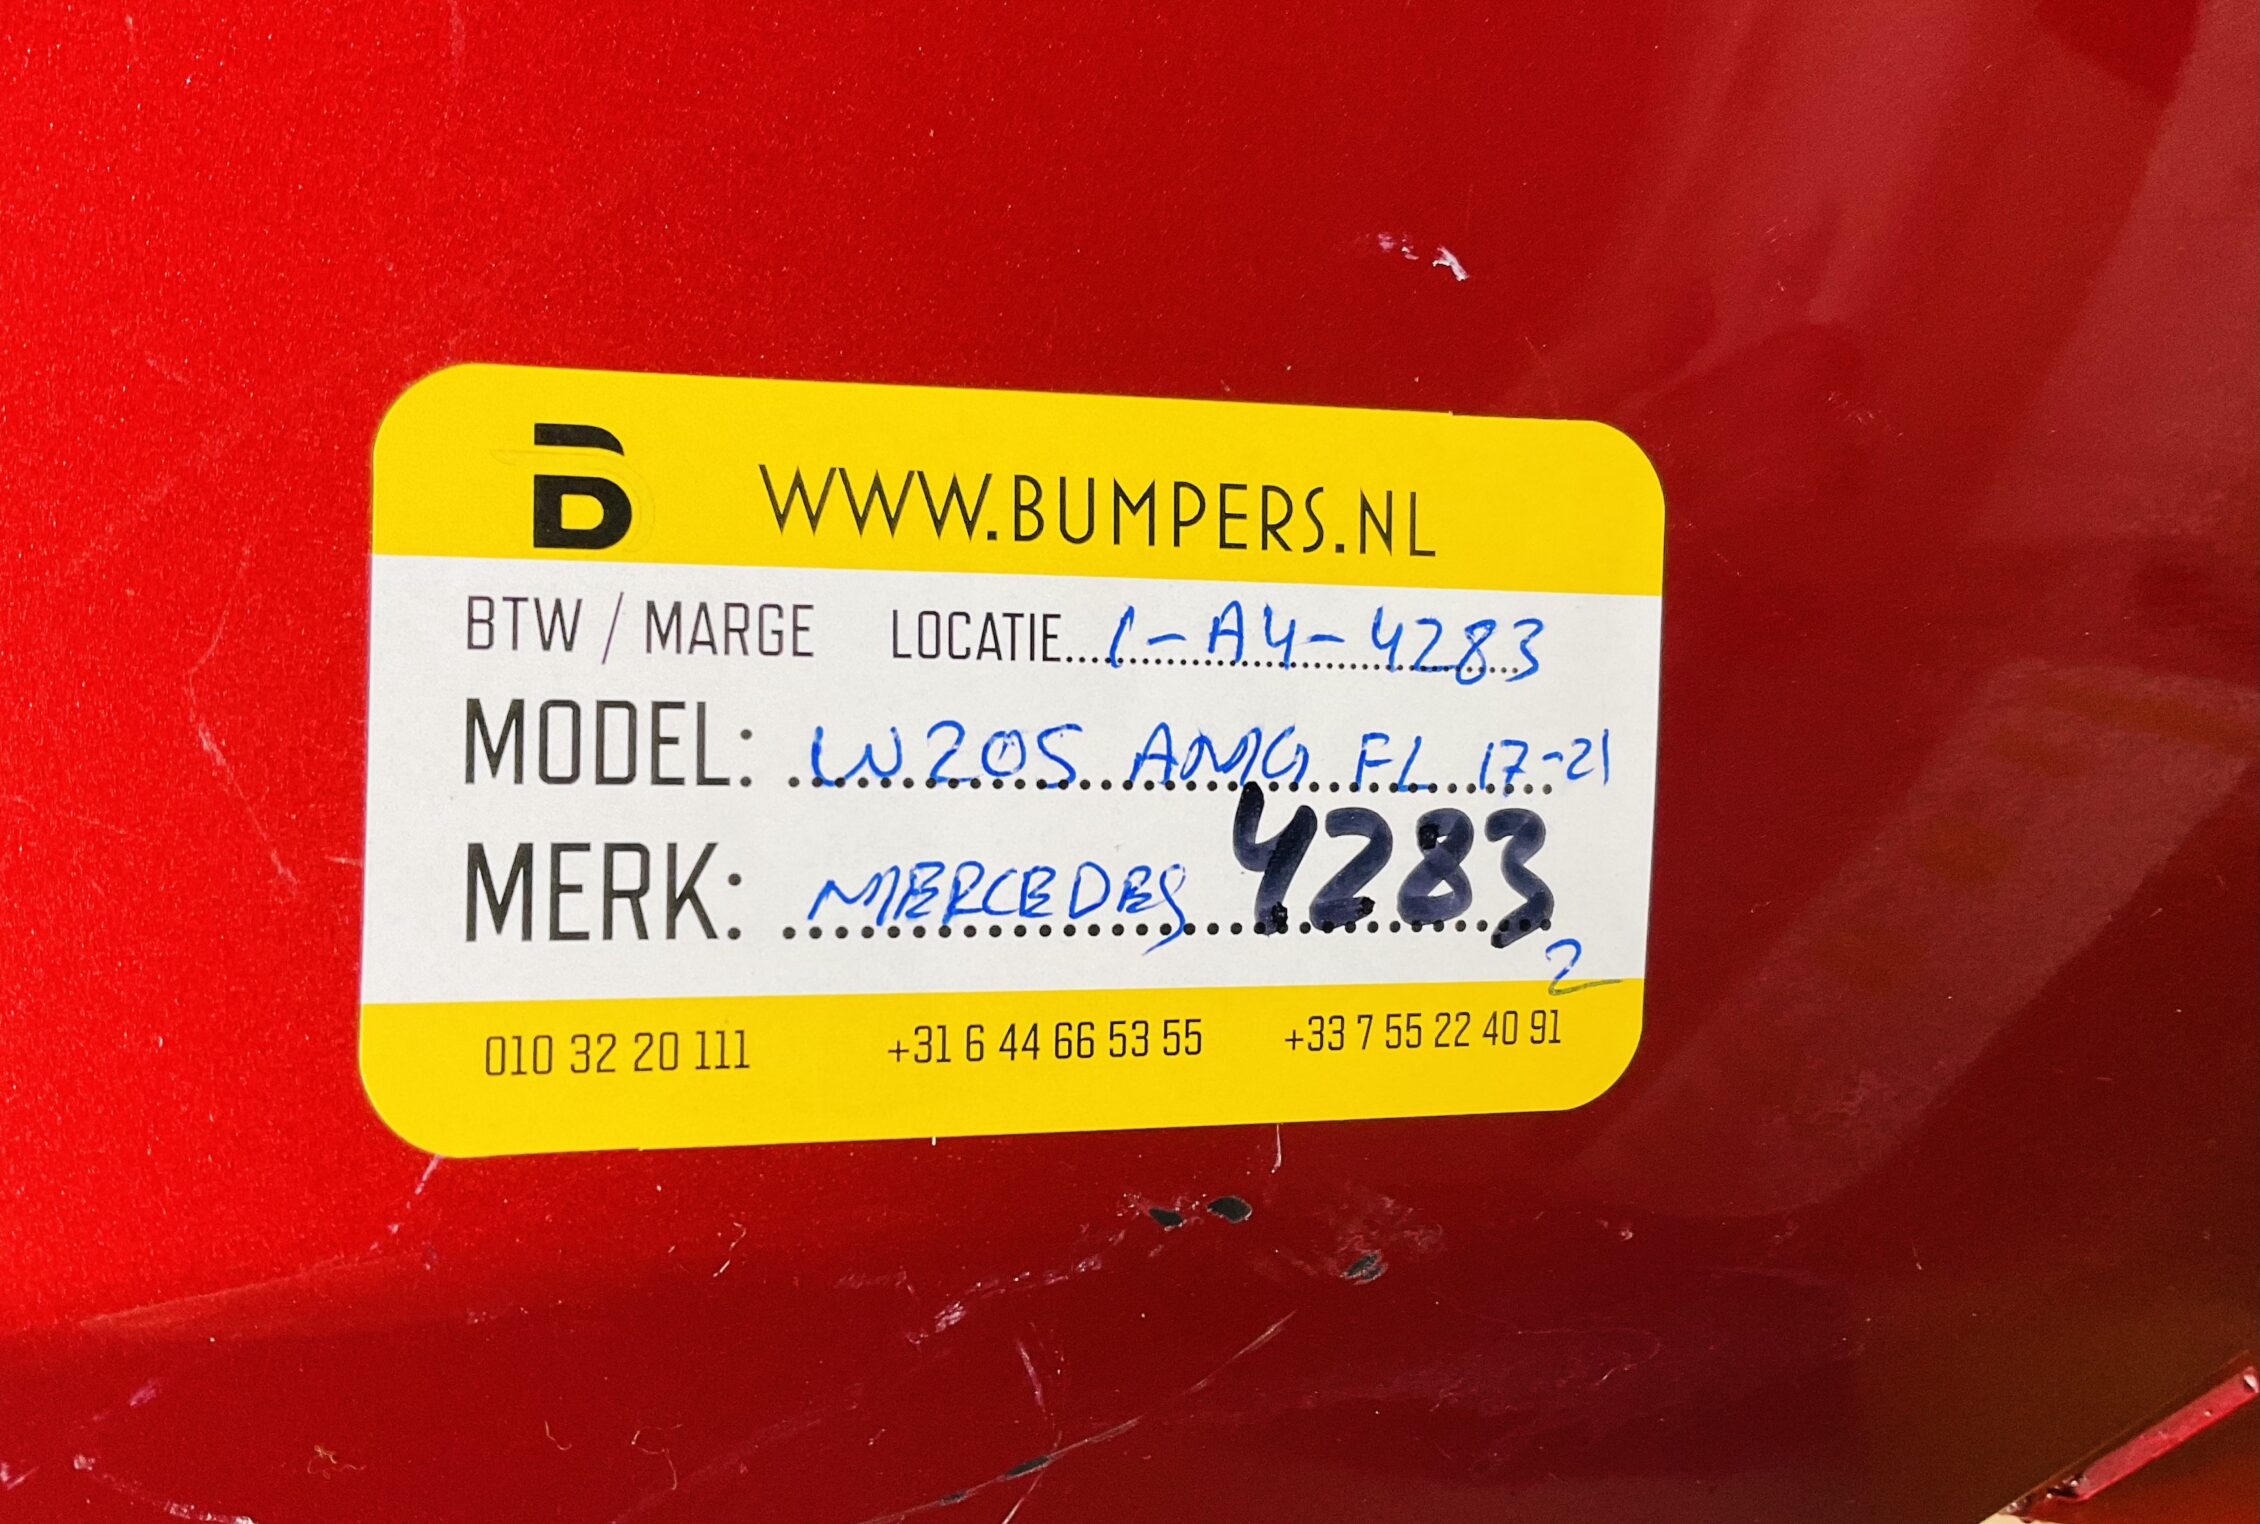 B WWW.BUMPERS.NL
BTW / MARGE LOCATIE.... 1-A4-4283
MODEL: W205 AMG FL 17-21
MERK: MERCEDES 4283
2
010 32 20 111 +31 6 44 66 53 55 +33 7 55 22 40 91